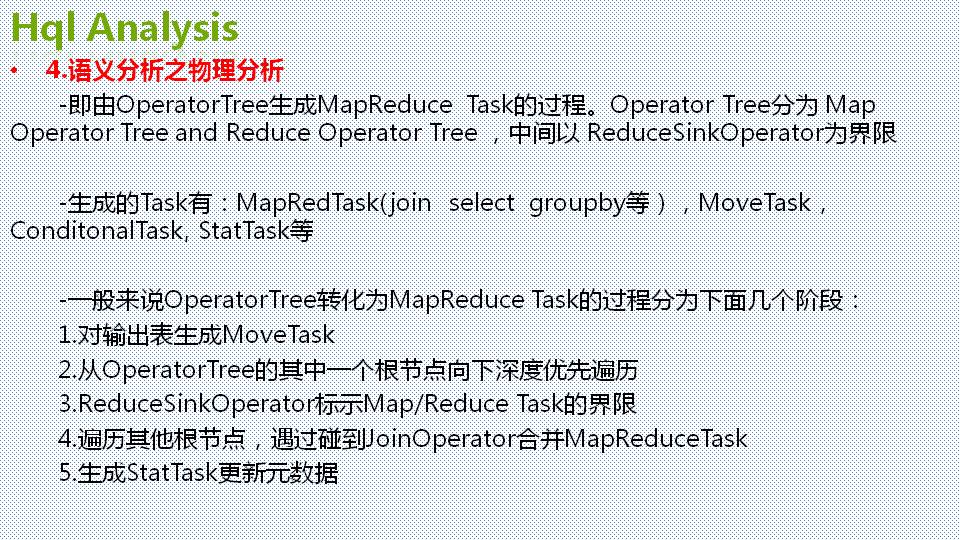 Hql Analysis
• 4.语义分析之物理分析
-即由OperatorTree生成MapReduce Task的过程。Operator Tree分为 Map
Operator Tree and Reduce Operator Tree ，中间以 ReduceSinkOperator为界限
-生成的Task有：MapRedTask(join select groupby等），MoveTask，
ConditonalTask, StatTask等
-一般来说OperatorTree转化为MapReduce Task的过程分为下面几个阶段：
1.对输出表生成MoveTask
2.从OperatorTree的其中一个根节点向下深度优先遍历
3.ReduceSinkOperator标示Map/Reduce Task的界限
4.遍历其他根节点，遇过碰到JoinOperator合并MapReduceTask
5.生成StatTask更新元数据